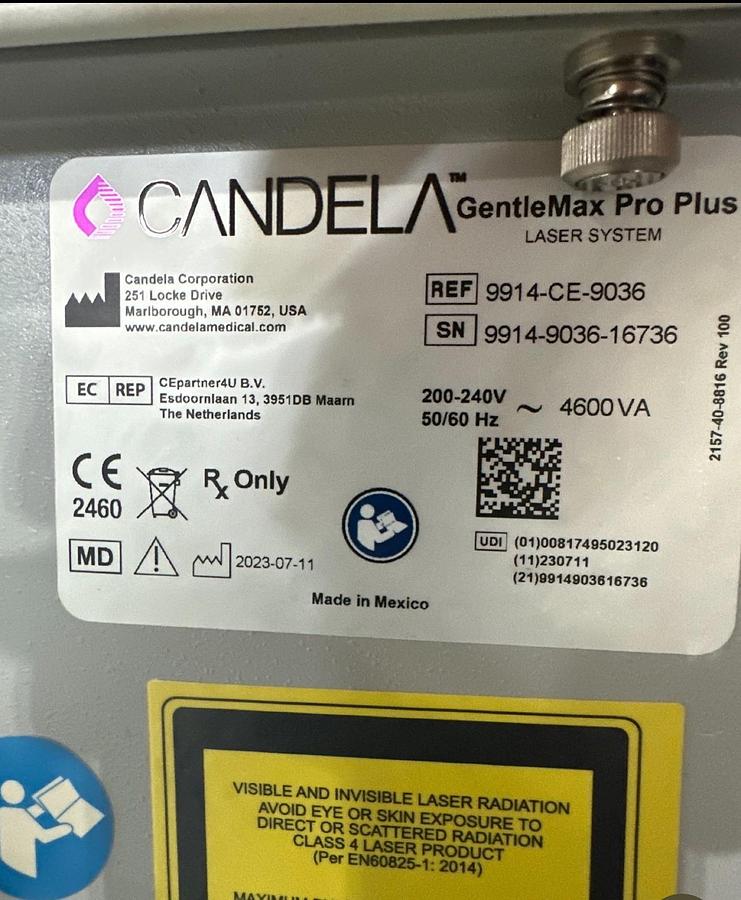 CANDELA™ GentleMax Pro Plus
LASER SYSTEM
Candela Corporation
251 Locke Drive
Marlborough, MA 01752, USA
www.candelamedical.com
REF 9914-CE-9036
SN 9914-9036-16736
EC REP
CEpartner4U B.V.
Esdoornlaan 13, 3951DB Maarn
The Netherlands
200-240V ~ 4600VA
50/60 Hz
2157-40-8816 Rev 100
CE
2460
Rx Only
MD
2023-07-11
UDI (01)00817495023120
(11)230711
(21)9914903616736
Made in Mexico
VISIBLE AND INVISIBLE LASER RADIATION
AVOID EYE OR SKIN EXPOSURE TO
DIRECT OR SCATTERED RADIATION
CLASS 4 LASER PRODUCT
(Per EN60825-1: 2014)